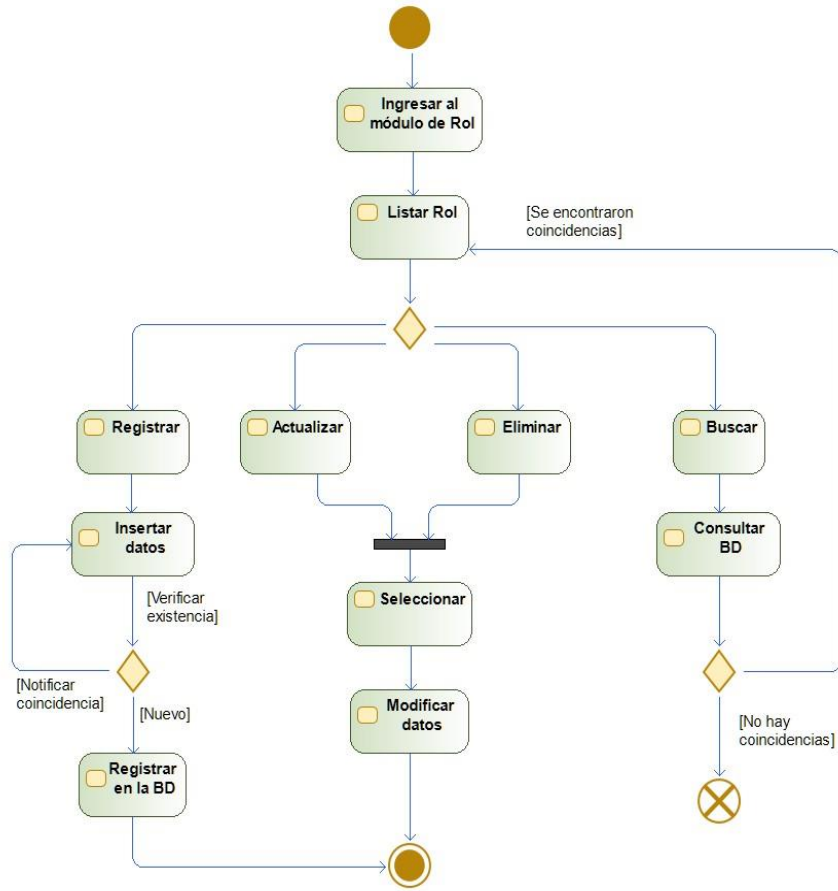 Ingresar al
módulo de Rol
Listar Rol
[Se encontraron
coincidencias]
Registrar
Actualizar
Eliminar
Buscar
Insertar
datos
Consultar
BD
[Verificar
existencia]
Seleccionar
[Notificar
coincidencia]
[Nuevo]
Modificar
datos
[No hay
coincidencias]
Registrar
en la BD